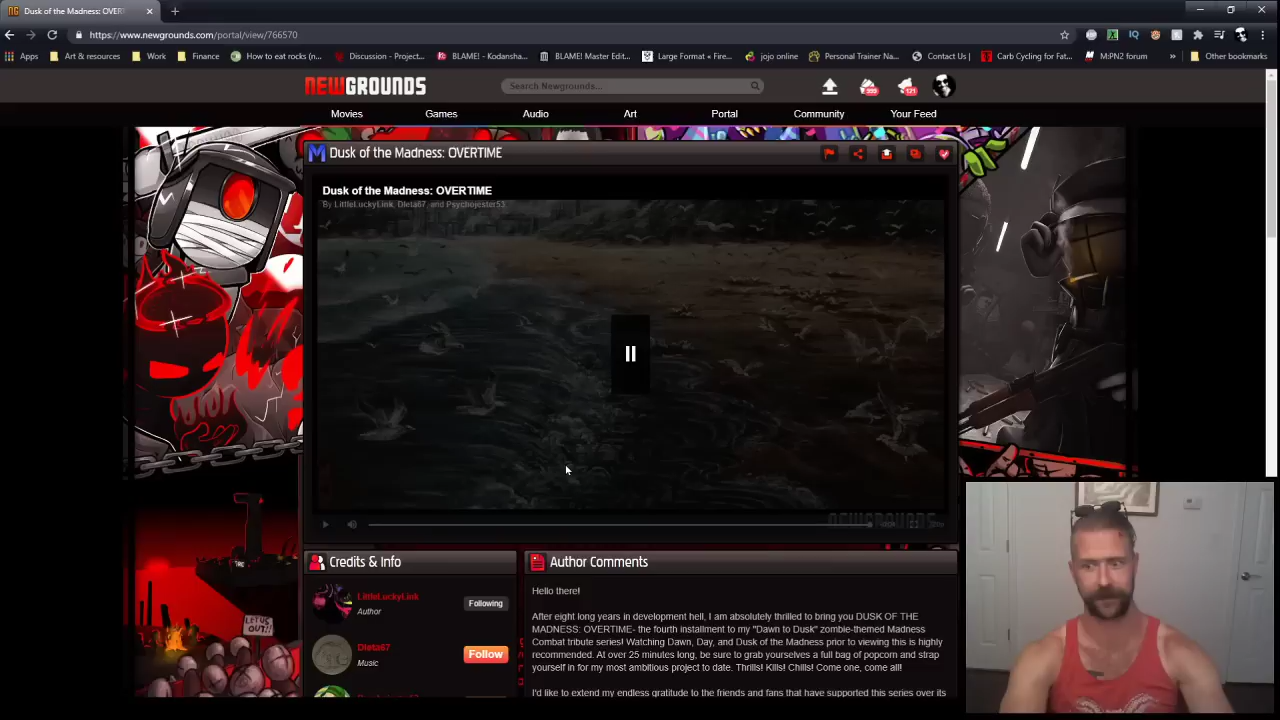 Dusk of the Madness: OVER
https://www.newgrounds.com/portal/view/766570
Apps Art & resources Work Finance How to eat rocks (n... Discussion - Project... BLAME! - Kodansha... BLAME! Master Edit... Large Format « Fire... jojo online Personal Trainer Na... Contact Us | Carb Cycling for Fat... M:PN2 forum » Other bookmarks
NEWGROUNDS
Search Newgrounds...
999
121
Movies Games Audio Art Portal Community Your Feed
M Dusk of the Madness: OVERTIME
Dusk of the Madness: OVERTIME
By LittleLuckyLink, Dleta67, and Psychojester53
NEWGROUNDS
Credits & Info
LittleLuckyLink
Author
Following
Dleta67
Music
Follow
LET US
OUT!!
Author Comments
Hello there!
After eight long years in development hell, I am absolutely thrilled to bring you DUSK OF THE
MADNESS: OVERTIME- the fourth installment to my "Dawn to Dusk" zombie-themed Madness
Combat tribute series! Watching Dawn, Day, and Dusk of the Madness prior to viewing this is highly
recommended. At over 25 minutes long, be sure to grab yourselves a full bag of popcorn and strap
yourself in for my most ambitious project to date. Thrills! Kills! Chills! Come one, come all!
I'd like to extend my endless gratitude to the friends and fans that have supported this series over its